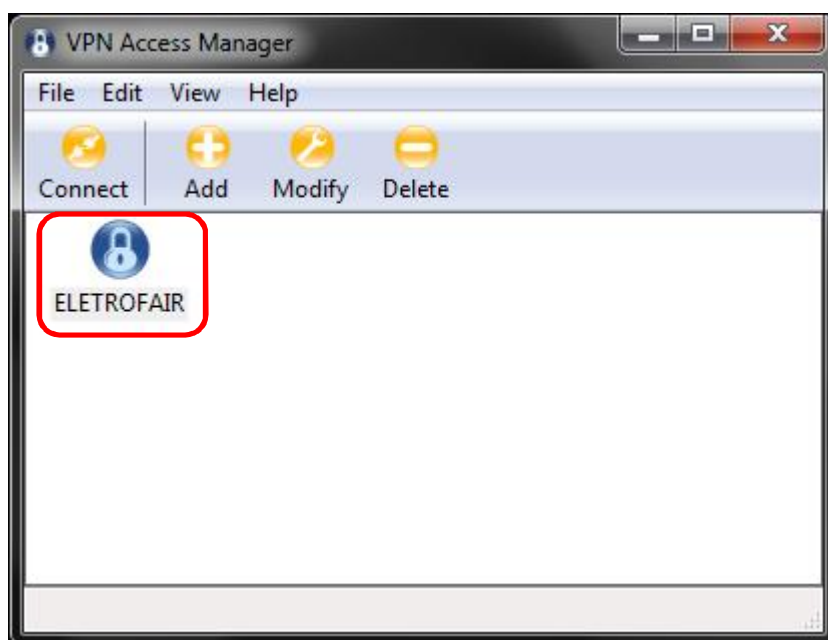 VPN Access Manager
File Edit View Help
Connect Add Modify Delete
ELETROFAIR